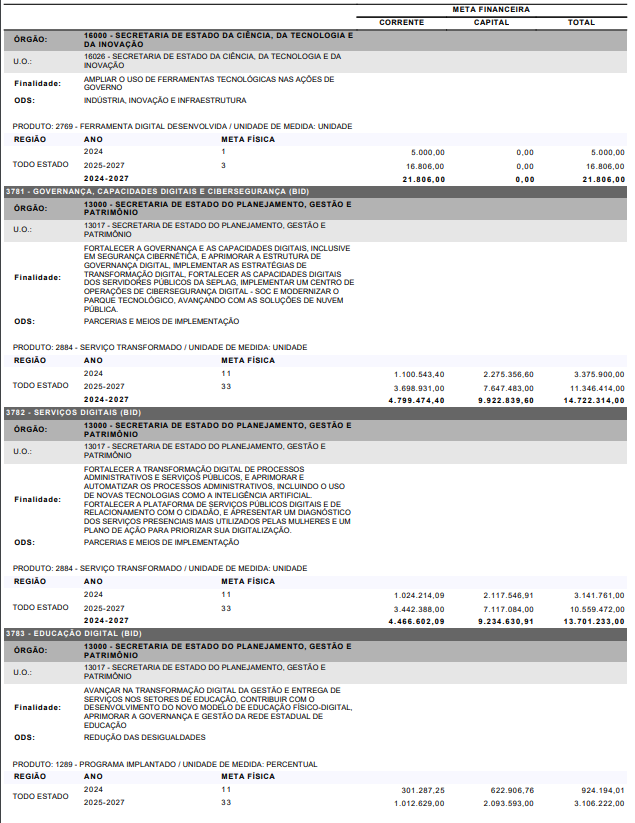 META FINANCEIRA
CORRENTE CAPITAL TOTAL
ÓRGÃO: 16000 - SECRETARIA DE ESTADO DA CIÊNCIA, DA TECNOLOGIA E
DA INOVAÇÃO
U.O.: 16026 - SECRETARIA DE ESTADO DA CIÊNCIA, DA TECNOLOGIA E DA
INOVAÇÃO
Finalidade: AMPLIAR O USO DE FERRAMENTAS TECNOLÓGICAS NAS AÇÕES DE
GOVERNO
ODS: INDÚSTRIA, INOVAÇÃO E INFRAESTRUTURA
PRODUTO: 2769 - FERRAMENTA DIGITAL DESENVOLVIDA / UNIDADE DE MEDIDA: UNIDADE
REGIÃO ANO META FÍSICA
2024 1 5.000,00 0,00 5.000,00
TODO ESTADO 2025-2027 3 16.806,00 0,00 16.806,00
2024-2027 21.806,00 0,00 21.806,00
3781 - GOVERNANÇA, CAPACIDADES DIGITAIS E CIBERSEGURANÇA (BID)
ÓRGÃO: 13000 - SECRETARIA DE ESTADO DO PLANEJAMENTO, GESTÃO E
PATRIMÔNIO
U.O.: 13017 - SECRETARIA DE ESTADO DO PLANEJAMENTO, GESTÃO E
PATRIMÔNIO
FORTALECER A GOVERNANÇA E AS CAPACIDADES DIGITAIS, INCLUSIVE
EM SEGURANÇA CIBERNÉTICA, E APRIMORAR A ESTRUTURA DE
GOVERNANÇA DIGITAL, IMPLEMENTAR AS ESTRATÉGIAS DE
Finalidade: TRANSFORMAÇÃO DIGITAL, FORTALECER AS CAPACIDADES DIGITAIS
DOS SERVIDORES PÚBLICOS DA SEPLAG, IMPLEMENTAR UM CENTRO DE
OPERAÇÕES DE CIBERSEGURANÇA DIGITAL - SOC E MODERNIZAR O
PARQUE TECNOLÓGICO, AVANÇANDO COM AS SOLUÇÕES DE NUVEM
PÚBLICA.
ODS: PARCERIAS E MEIOS DE IMPLEMENTAÇÃO
PRODUTO: 2884 - SERVIÇO TRANSFORMADO / UNIDADE DE MEDIDA: UNIDADE
REGIÃO ANO META FÍSICA
2024 11 1.100.543,40 2.275.356,60 3.375.900,00
TODO ESTADO 2025-2027 33 3.698.931,00 7.647.483,00 11.346.414,00
2024-2027 4.799.474,40 9.922.839,60 14.722.314,00
3782 - SERVIÇOS DIGITAIS (BID)
ÓRGÃO: 13000 - SECRETARIA DE ESTADO DO PLANEJAMENTO, GESTÃO E
PATRIMÔNIO
U.O.: 13017 - SECRETARIA DE ESTADO DO PLANEJAMENTO, GESTÃO E
PATRIMÔNIO
FORTALECER A TRANSFORMAÇÃO DIGITAL DE PROCESSOS
ADMINISTRATIVOS E SERVIÇOS PÚBLICOS, E APRIMORAR E
AUTOMATIZAR OS PROCESSOS ADMINISTRATIVOS, INCLUINDO O USO
Finalidade: DE NOVAS TECNOLOGIAS COMO A INTELIGÊNCIA ARTIFICIAL.
FORTALECER A PLATAFORMA DE SERVIÇOS PÚBLICOS DIGITAIS E DE
RELACIONAMENTO COM O CIDADÃO, E APRESENTAR UM DIAGNÓSTICO
DOS SERVIÇOS PRESENCIAIS MAIS UTILIZADOS PELAS MULHERES E UM
PLANO DE AÇÃO PARA PRIORIZAR SUA DIGITALIZAÇÃO.
ODS: PARCERIAS E MEIOS DE IMPLEMENTAÇÃO
PRODUTO: 2884 - SERVIÇO TRANSFORMADO / UNIDADE DE MEDIDA: UNIDADE
REGIÃO ANO META FÍSICA
2024 11 1.024.214,09 2.117.546,91 3.141.761,00
TODO ESTADO 2025-2027 33 3.442.388,00 7.117.084,00 10.559.472,00
2024-2027 4.466.602,09 9.234.630,91 13.701.233,00
3783 - EDUCAÇÃO DIGITAL (BID)
ÓRGÃO: 13000 - SECRETARIA DE ESTADO DO PLANEJAMENTO, GESTÃO E
PATRIMÔNIO
U.O.: 13017 - SECRETARIA DE ESTADO DO PLANEJAMENTO, GESTÃO E
PATRIMÔNIO
AVANÇAR NA TRANSFORMAÇÃO DIGITAL DA GESTÃO E ENTREGA DE
SERVIÇOS NOS SETORES DE EDUCAÇÃO, CONTRIBUIR COM O
Finalidade: DESENVOLVIMENTO DO NOVO MODELO DE EDUCAÇÃO FÍSICO-DIGITAL,
APRIMORAR A GOVERNANÇA E GESTÃO DA REDE ESTADUAL DE
EDUCAÇÃO
ODS: REDUÇÃO DAS DESIGUALDADES
PRODUTO: 1289 - PROGRAMA IMPLANTADO / UNIDADE DE MEDIDA: PERCENTUAL
REGIÃO ANO META FÍSICA
2024 11 301.287,25 622.906,76 924.194,01
TODO ESTADO 2025-2027 33 1.012.629,00 2.093.593,00 3.106.222,00